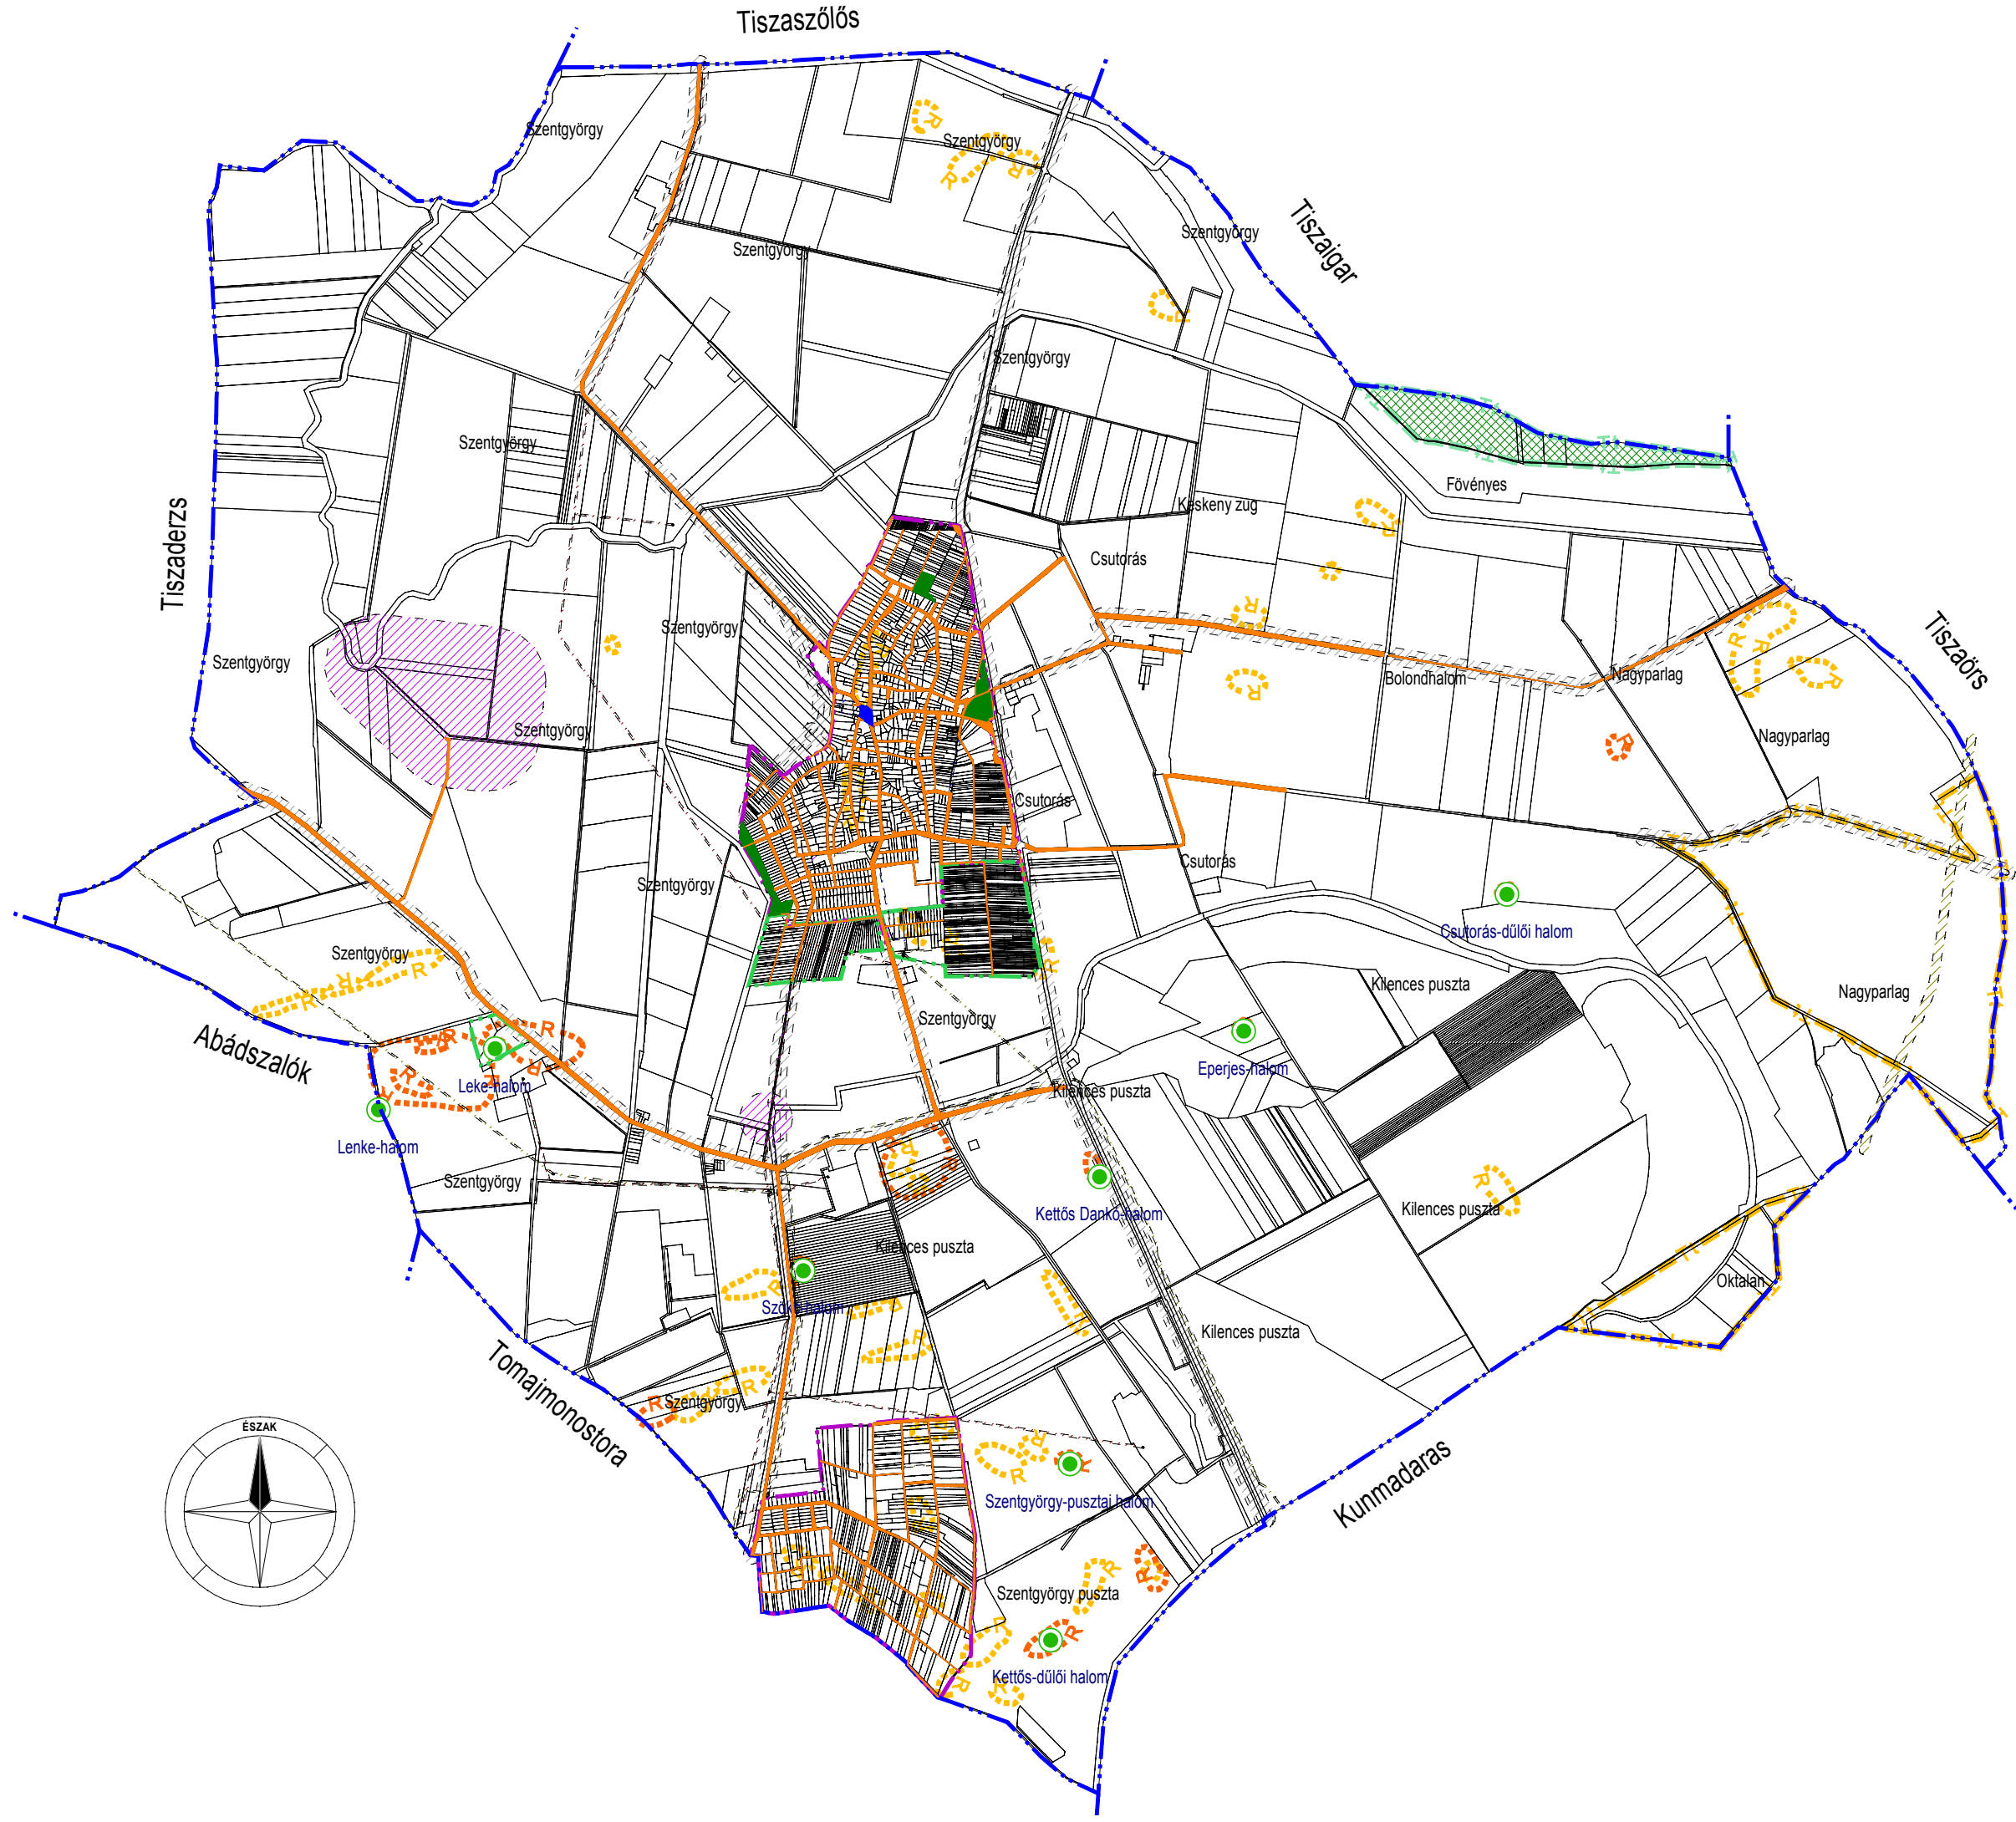 Tiszaszőlős
Szentgyörgy
Szentgyörgy
R
R
R
R
Tiszaigar
Szentgyörgy
Szentgyörgy
R
Szentgyörgy
Szentgyörgy
Fövényes
Tiszaderzs
Keskeny zug
R
Csutorás
R
Tiszaörs
Szentgyörgy
R
R
Szentgyörgy
Bolondhalom
Nagyparlag
R
R
Szentgyörgy
Nagyparlag
R
Csutorás
Csutorás
Szentgyörgy
Csutorás-dűlői halom
Szentgyörgy
R
R
R
Kilences puszta
Nagyparlag
Szentgyörgy
Abádszalók
R
R
R
R
Leke-halom
Eperjes-halom
Kilences puszta
Lenke-halom
R
R
Szentgyörgy
R
Kettős Dankó-halom
Kilences puszta
Kilences puszta
R
Oktalan
Szőke-halom
R
R
R
Kilences puszta
Tomajmonostora
R
R
Szentgyörgy
ÉSZAK
R
R
R
Kunmadaras
Szentgyörgy-pusztai halom
R
R
Szentgyörgy puszta
R
R
Kettős-dűlői halom
R
R